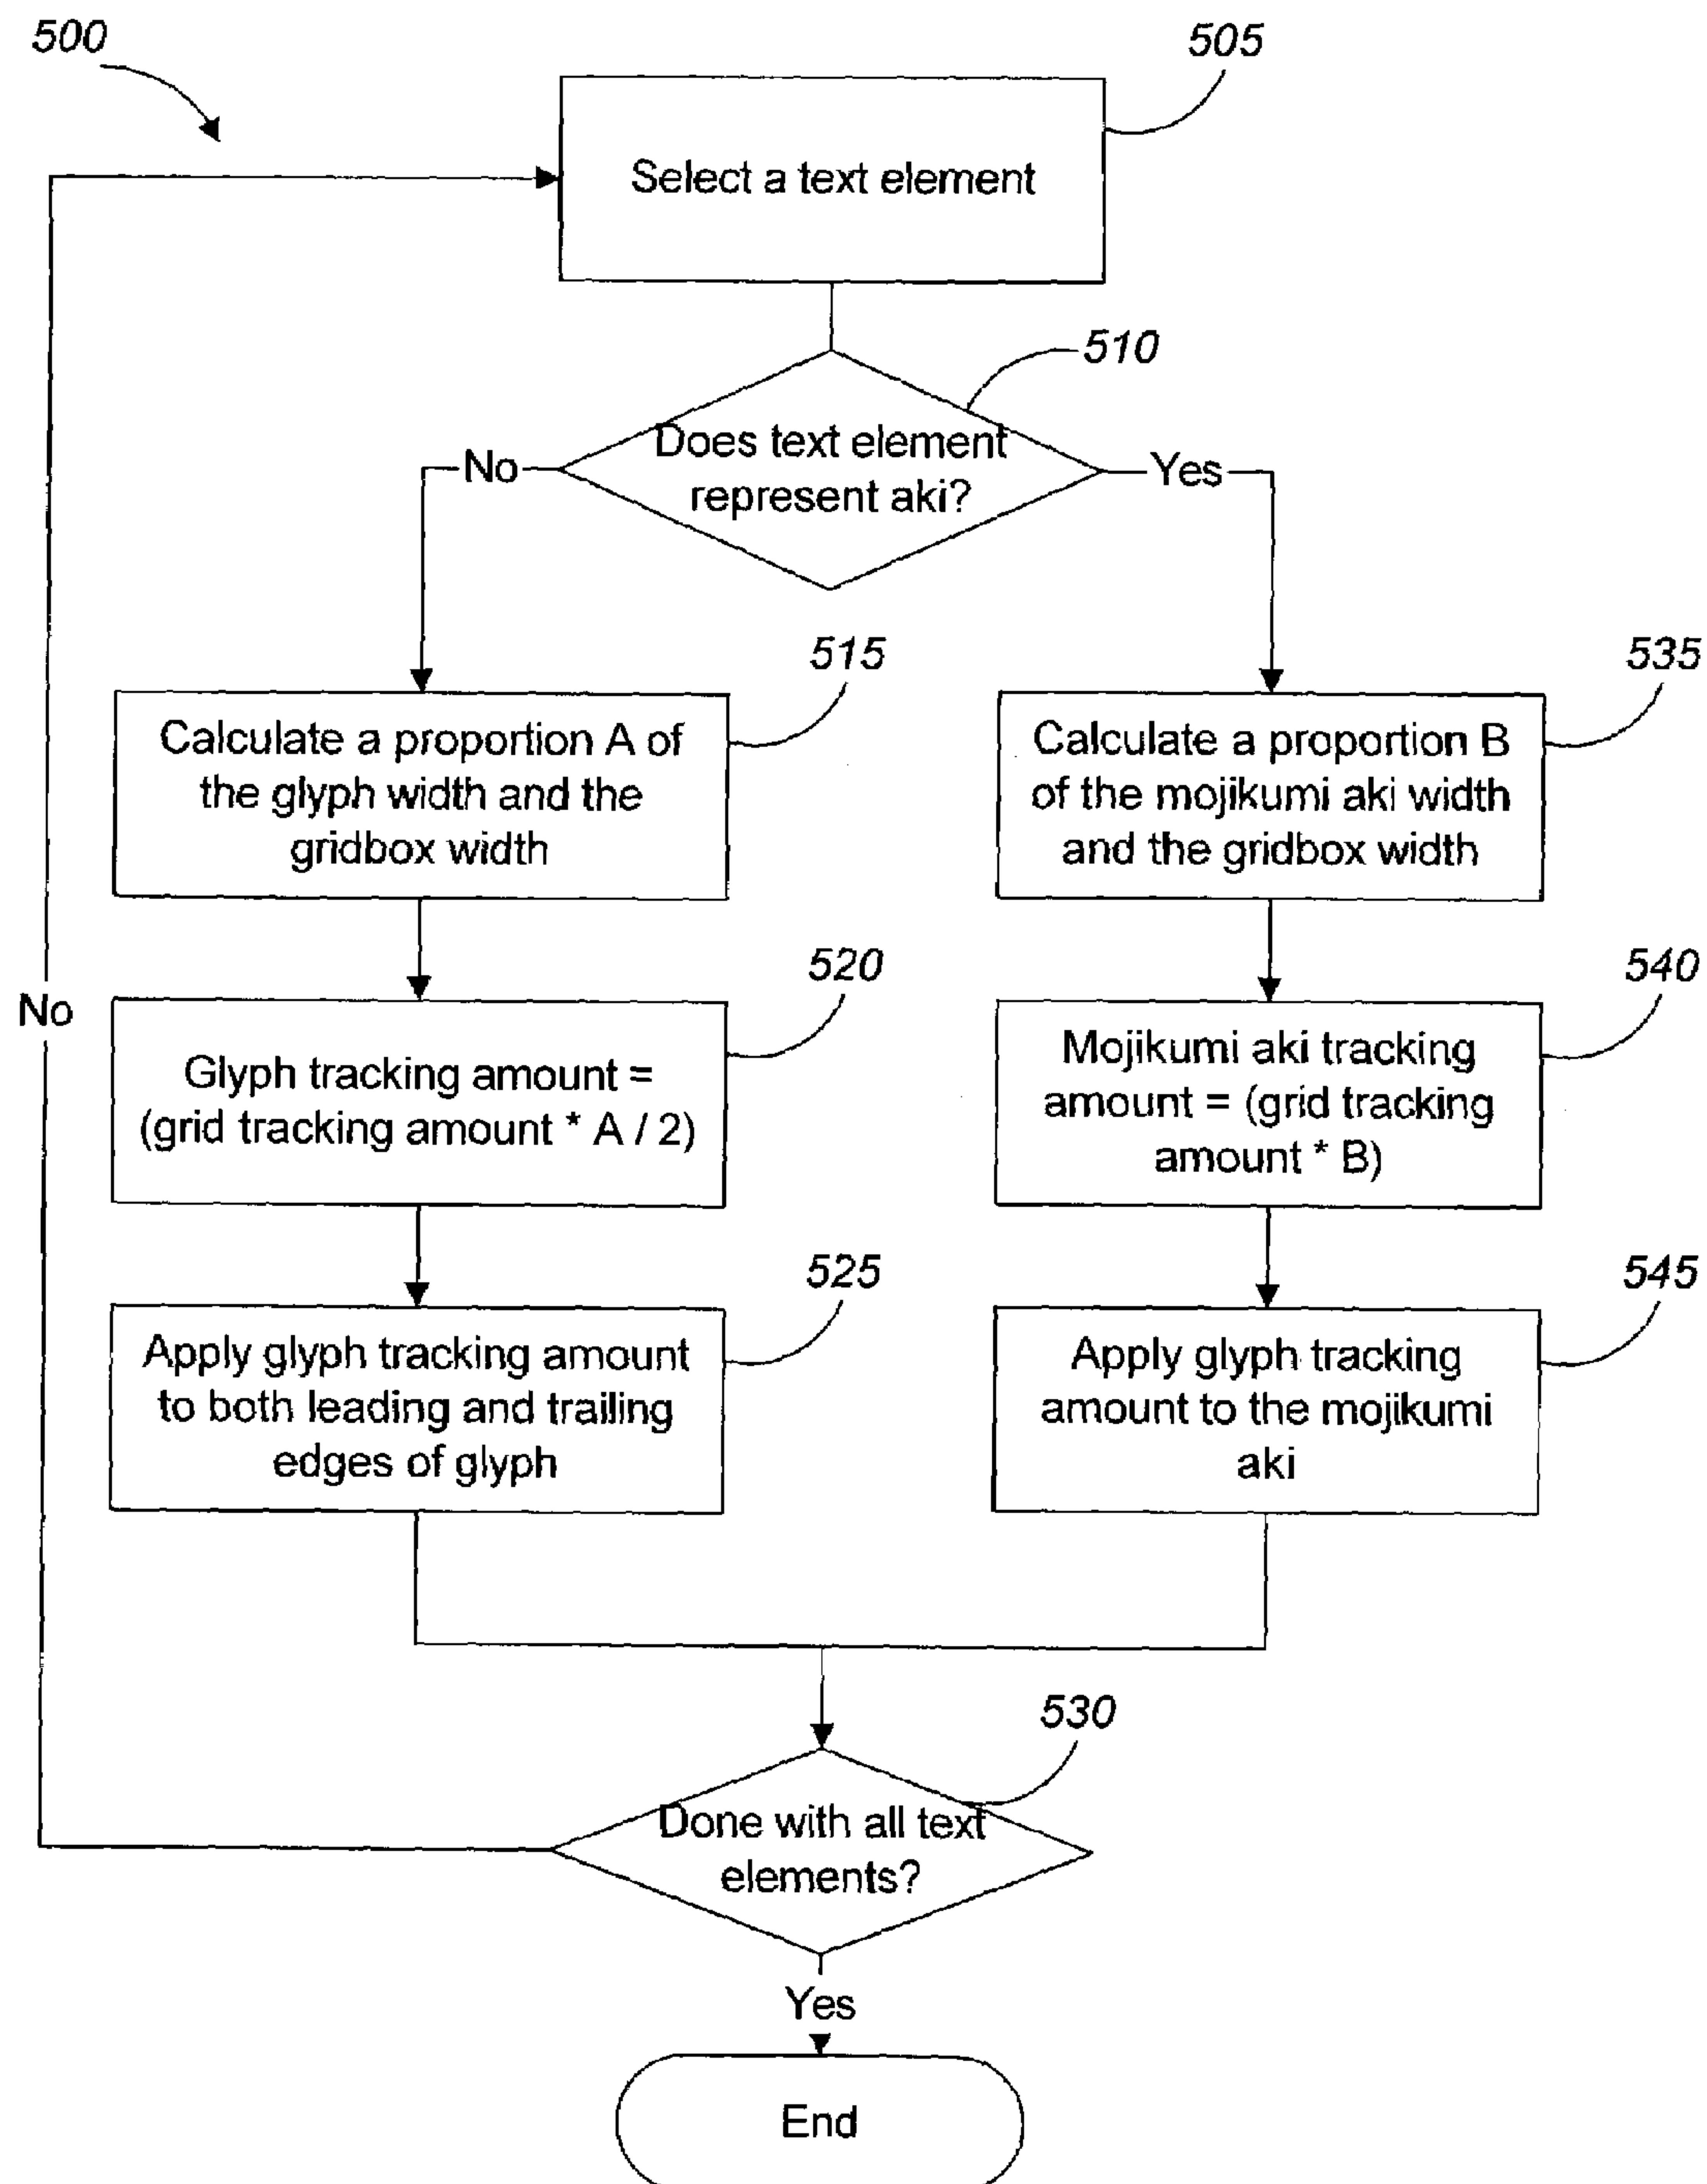 500
505
Select a text element
510
Does text element
represent aki?
No
Yes
515
Calculate a proportion A of
the glyph width and the
gridbox width
535
Calculate a proportion B
of the mojikumi aki width
and the gridbox width
520
Glyph tracking amount =
(grid tracking amount * A / 2)
540
Mojikumi aki tracking
amount = (grid tracking
amount * B)
No
525
Apply glyph tracking amount
to both leading and trailing
edges of glyph
545
Apply glyph tracking
amount to the mojikumi
aki
530
Done with all text
elements?
Yes
End